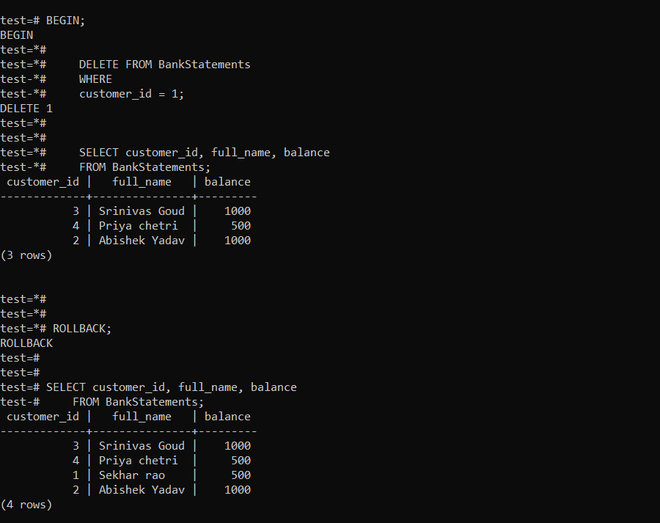 test=# BEGIN;
BEGIN
test=*#
test=*#     DELETE FROM BankStatements
test-*#     WHERE
test-*#     customer_id = 1;
DELETE 1
test=*#
test=*#
test=*#     SELECT customer_id, full_name, balance
test-*#     FROM BankStatements;
 customer_id |   full_name   | balance
-------------+---------------+---------
           3 | Srinivas Goud |    1000
           4 | Priya chetri  |     500
           2 | Abishek Yadav |    1000
(3 rows)
test=*#
test=*#
test=*# ROLLBACK;
ROLLBACK
test=#
test=#
test=# SELECT customer_id, full_name, balance
test-#     FROM BankStatements;
 customer_id |   full_name   | balance
-------------+---------------+---------
           3 | Srinivas Goud |    1000
           4 | Priya chetri  |     500
           1 | Sekhar rao    |     500
           2 | Abishek Yadav |    1000
(4 rows)